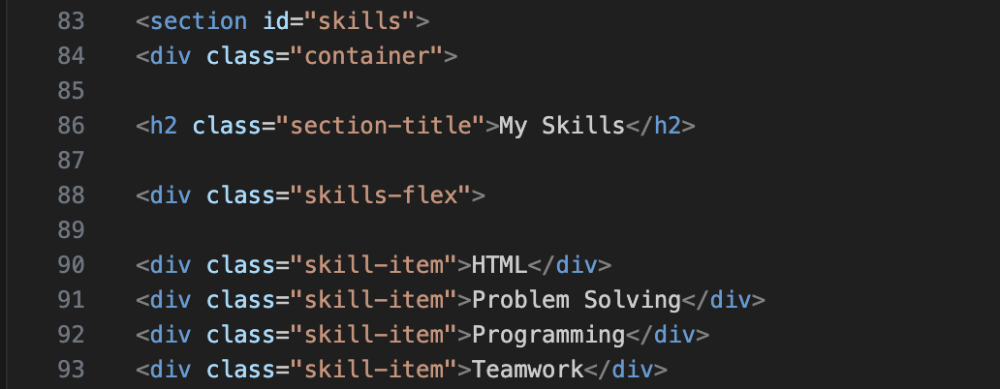 83 <section id="skills">
84 <div class="container">
85
86 <h2 class="section-title">My Skills</h2>
87
88 <div class="skills-flex">
89
90 <div class="skill-item">HTML</div>
91 <div class="skill-item">Problem Solving</div>
92 <div class="skill-item">Programming</div>
93 <div class="skill-item">Teamwork</div>